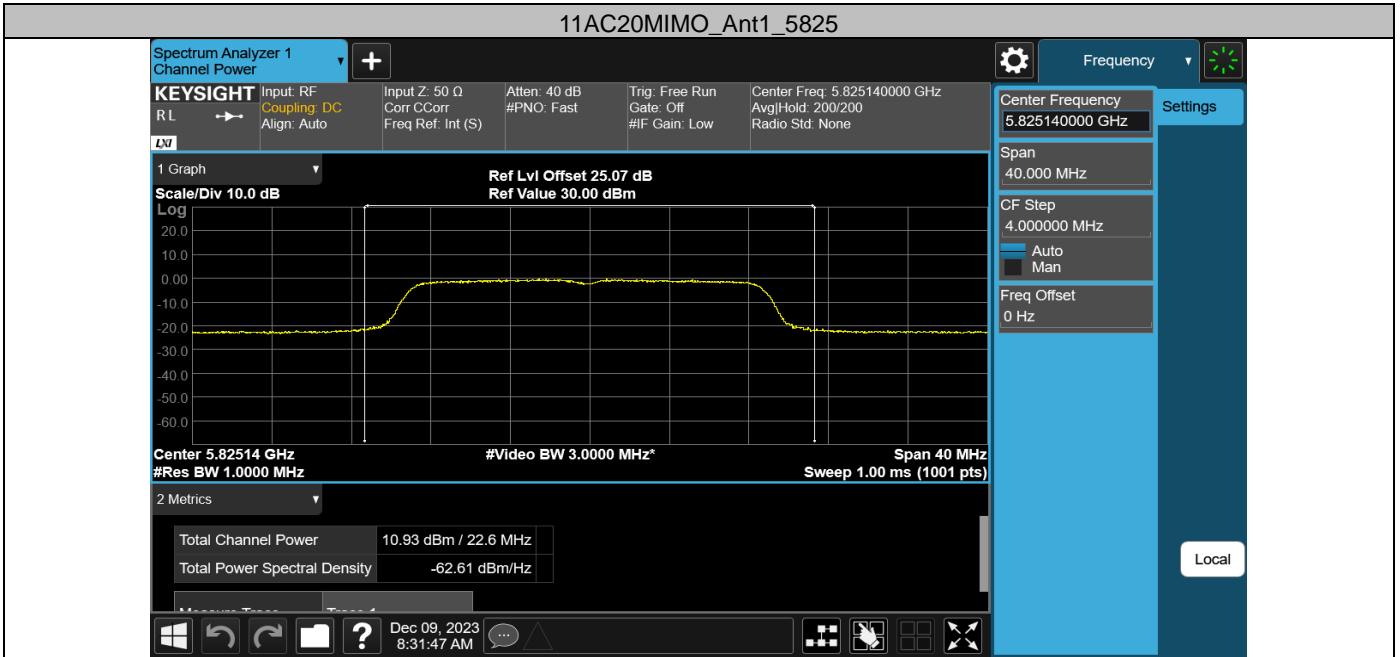 11AC20MIMO_Ant1_5825
Spectrum Analyzer 1
Channel Power
+
Frequency
KEYSIGHT
R L
LXI
Input: RF
Coupling: DC
Align: Auto
Input Z: 50 Ω
Corr CCorr
Freq Ref: Int (S)
Atten: 40 dB
#PNO: Fast
Trig: Free Run
Gate: Off
#IF Gain: Low
Center Freq: 5.825140000 GHz
Avg|Hold: 200/200
Radio Std: None
Center Frequency
5.825140000 GHz
Settings
Span
40.000 MHz
CF Step
4.000000 MHz
Auto
Man
Freq Offset
0 Hz
Local
1 Graph
Scale/Div 10.0 dB
Ref Lvl Offset 25.07 dB
Ref Value 30.00 dBm
Log
20.0
10.0
0.00
-10.0
-20.0
-30.0
-40.0
-50.0
-60.0
Center 5.82514 GHz
#Video BW 3.0000 MHz*
Span 40 MHz
#Res BW 1.0000 MHz
Sweep 1.00 ms (1001 pts)
2 Metrics
Total Channel Power 10.93 dBm / 22.6 MHz
Total Power Spectral Density -62.61 dBm/Hz
?
Dec 09, 2023
8:31:47 AM